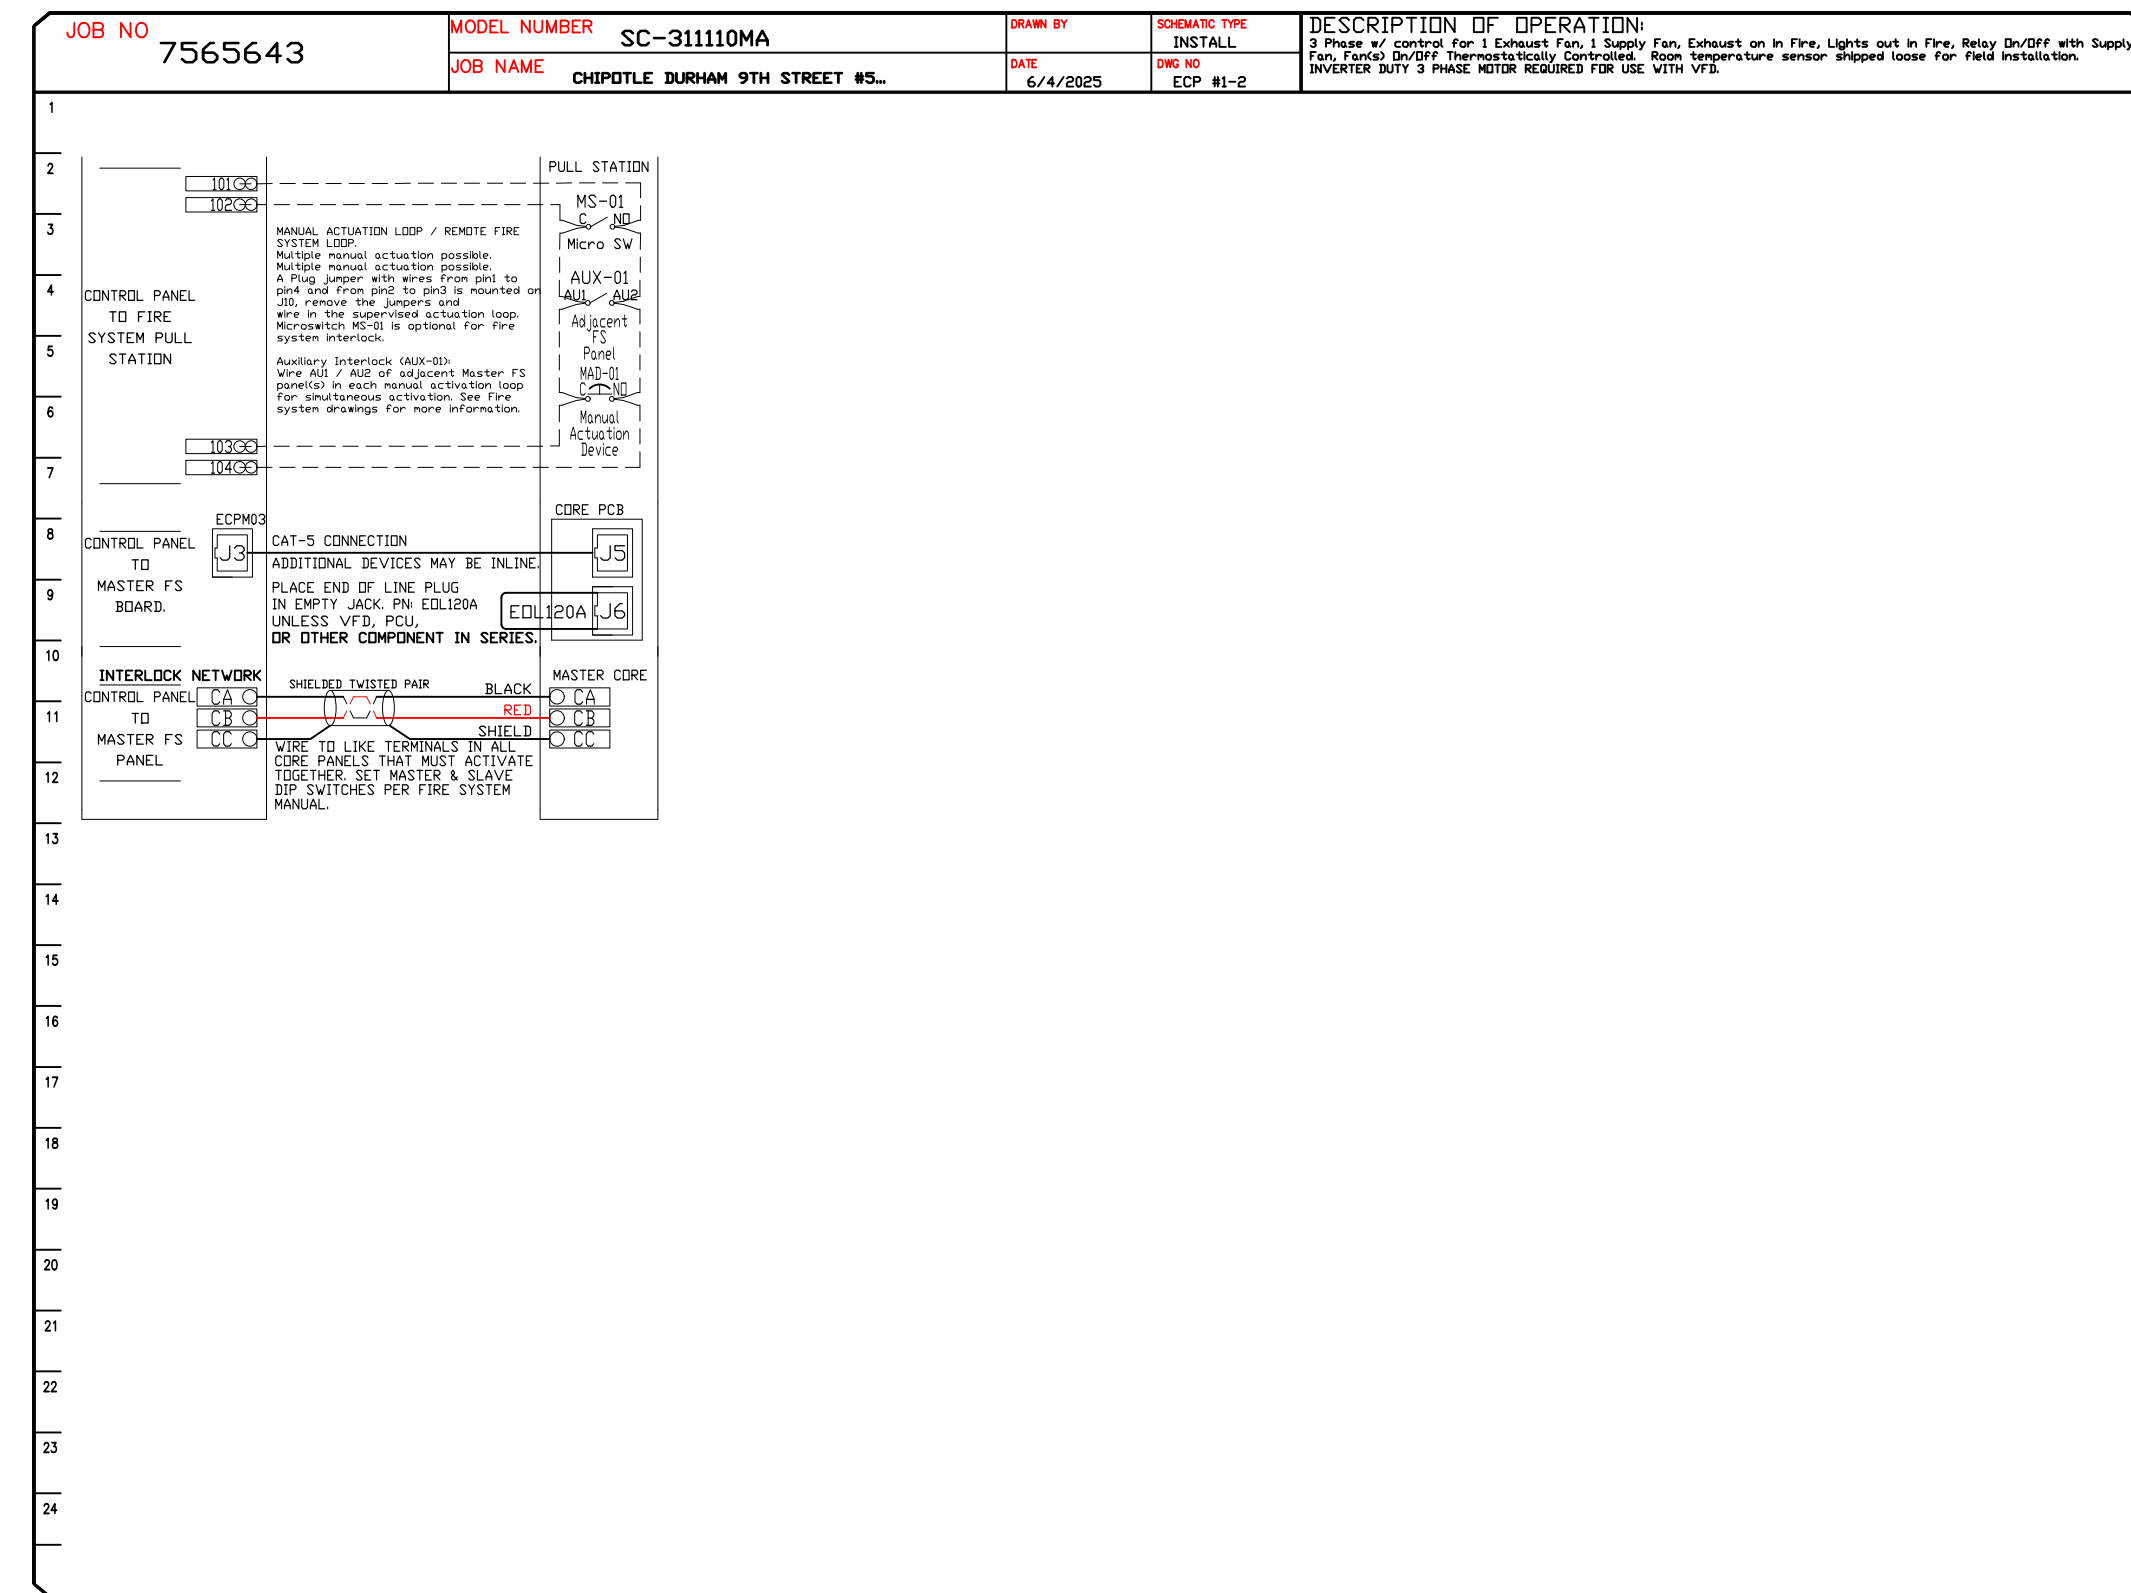 JOB NO
7565643
MODEL NUMBER
SC-311110MA
JOB NAME
CHIPOTLE DURHAM 9TH STREET #5...
DRAWN BY
DATE
6/4/2025
SCHEMATIC TYPE
INSTALL
DWG NO
ECP #1-2
DESCRIPTION OF OPERATION:
3 Phase w/ control for 1 Exhaust Fan, 1 Supply Fan, Exhaust on in Fire, Lights out in Fire, Relay On/Off with Supply
Fan, Fan(s) On/Off Thermostatically Controlled. Room temperature sensor shipped loose for field installation.
INVERTER DUTY 3 PHASE MOTOR REQUIRED FOR USE WITH VFD.
1
2
3
4
5
6
7
8
9
10
11
12
13
14
15
16
17
18
19
20
21
22
23
24
CONTROL PANEL
TO FIRE
SYSTEM PULL
STATION
101
102
103
104
MANUAL ACTUATION LOOP / REMOTE FIRE
SYSTEM LOOP.
Multiple manual actuation possible.
Multiple manual actuation possible.
A Plug jumper with wires from pin1 to
pin4 and from pin2 to pin3 is mounted on
J10, remove the jumpers and
wire in the supervised actuation loop.
Microswitch MS-01 is optional for fire
system interlock.
Auxiliary Interlock (AUX-01):
Wire AU1 / AU2 of adjacent Master FS
panel(s) in each manual activation loop
for simultaneous activation. See Fire
system drawings for more information.
PULL STATION
MS-01
C NO
Micro SW
AUX-01
AU1 AU2
Adjacent
FS
Panel
MAD-01
C NO
Manual
Actuation
Device
CONTROL PANEL
TO
MASTER FS
BOARD.
ECPM03
J3
CAT-5 CONNECTION
ADDITIONAL DEVICES MAY BE INLINE.
PLACE END OF LINE PLUG
IN EMPTY JACK. PN: EOL120A
UNLESS VFD, PCU,
OR OTHER COMPONENT IN SERIES.
CORE PCB
J5
EOL120A J6
INTERLOCK NETWORK
CONTROL PANEL
TO
MASTER FS
PANEL
CA
CB
CC
SHIELDED TWISTED PAIR
BLACK
RED
SHIELD
WIRE TO LIKE TERMINALS IN ALL
CORE PANELS THAT MUST ACTIVATE
TOGETHER. SET MASTER & SLAVE
DIP SWITCHES PER FIRE SYSTEM
MANUAL.
MASTER CORE
CA
CB
CC